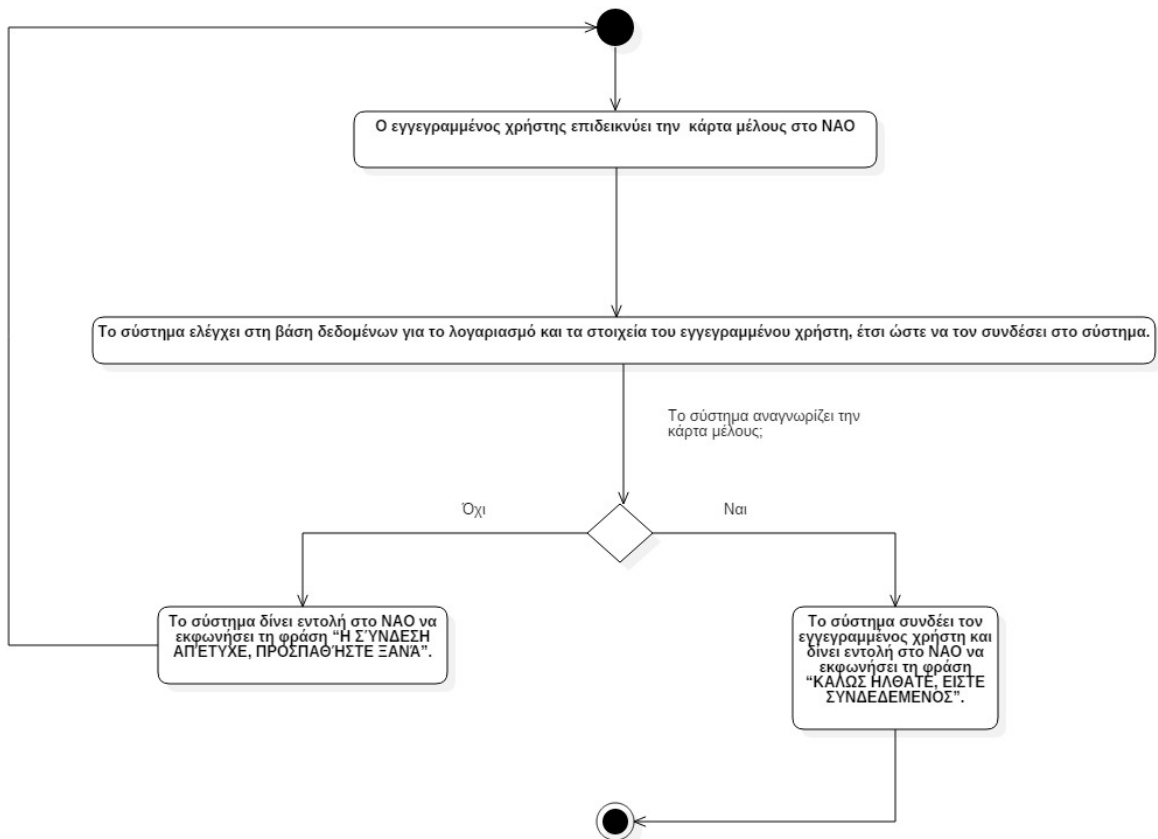 Ο εγγεγραμμένος χρήστης επιδεικνύει την κάρτα μέλους στο ΝΑΟ
Το σύστημα ελέγχει στη βάση δεδομένων για το λογαριασμό και τα στοιχεία του εγγεγραμμένου χρήστη, έτσι ώστε να τον συνδέσει στο σύστημα.
Το σύστημα αναγνωρίζει την
κάρτα μέλους;
Όχι
Ναι
Το σύστημα δίνει εντολή στο ΝΑΟ να
εκφωνήσει τη φράση “Η ΣΎΝΔΕΣΗ
ΑΠΈΤΥΧΕ, ΠΡΟΣΠΑΘΉΣΤΕ ΞΑΝΆ”.
Το σύστημα συνδέει τον
εγγεγραμμένος χρήστη και
δίνει εντολή στο ΝΑΟ να
εκφωνήσει τη φράση
“ΚΑΛΩΣ ΗΛΘΑΤΕ, ΕΙΣΤΕ
ΣΥΝΔΕΔΕΜΕΝΟΣ”.